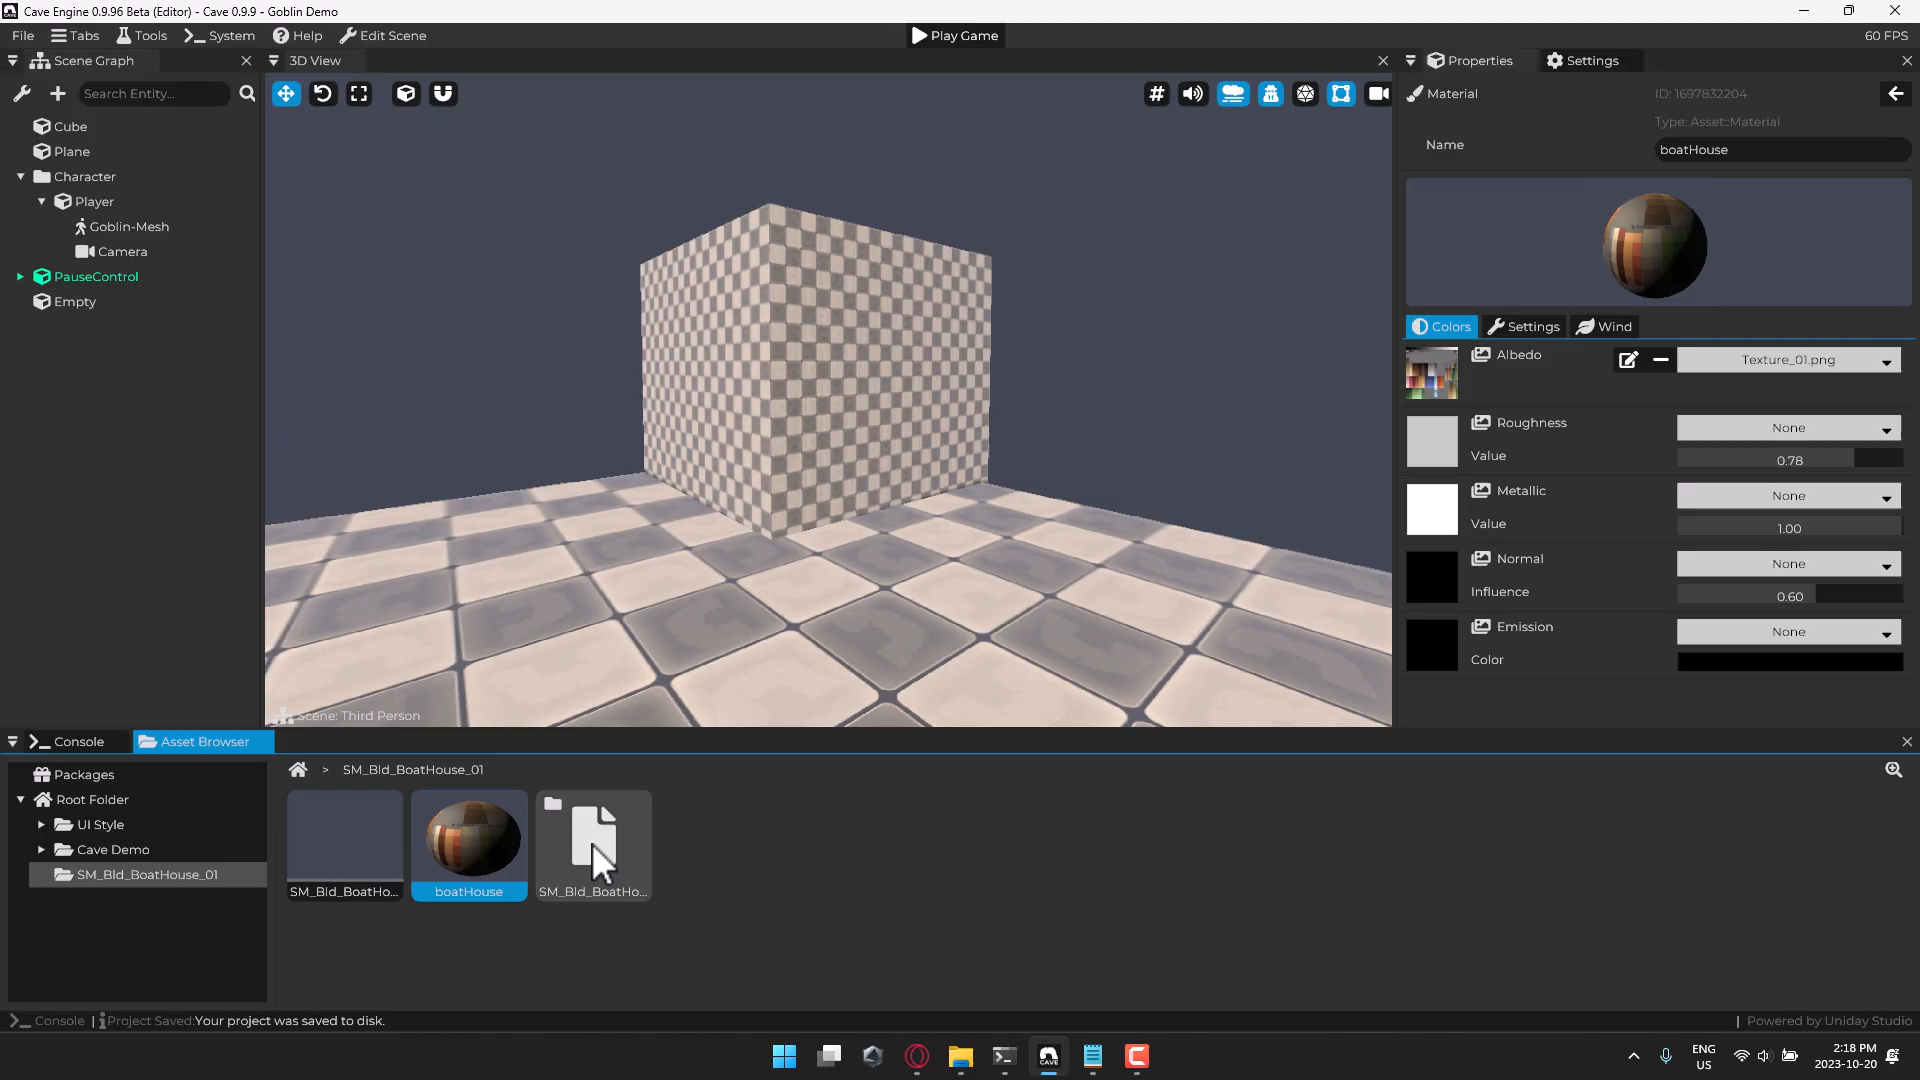 Cave Engine 0.9.96 Beta (Editor) - Cave 0.9.9 - Goblin Demo
File Tabs Tools System Help Edit Scene Play Game 60 FPS
Scene Graph 3D View Properties Settings
Search Entity...
Cube
Plane
Character
Player
Goblin-Mesh
Camera
PauseControl
Empty
Scene: Third Person
Material ID: 1697832204
Type: Asset::Material
Name boatHouse
Colors Settings Wind
Albedo Texture_01.png
Roughness None
Value 0.78
Metallic None
Value 1.00
Normal None
Influence 0.60
Emission None
Color
Console Asset Browser
Packages
Root Folder
UI Style
Cave Demo
SM_Bld_BoatHouse_01
> SM_Bld_BoatHouse_01
SM_Bld_BoatHo... boatHouse SM_Bld_BoatHo...
Console | Project Saved:Your project was saved to disk. | Powered by Uniday Studio
CAVE
ENG
US
2:18 PM
2023-10-20